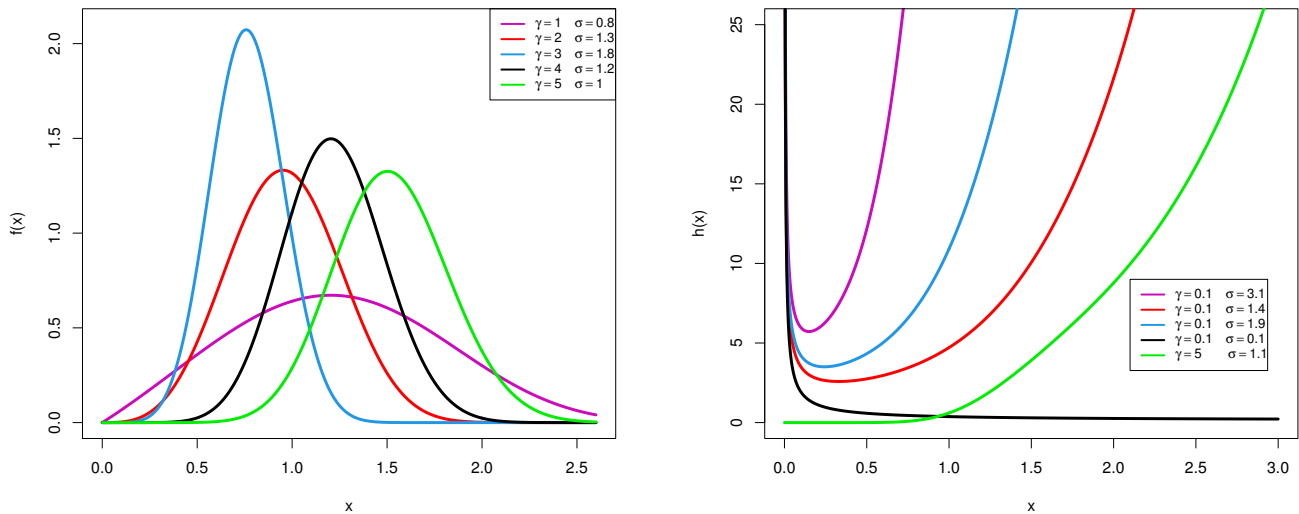 f(x)
2.0
1.5
1.0
0.5
0.0
0.0 0.5 1.0 1.5 2.0 2.5
x
γ = 1 σ = 0.8
γ = 2 σ = 1.3
γ = 3 σ = 1.8
γ = 4 σ = 1.2
γ = 5 σ = 1
h(x)
25
20
15
10
5
0
0.0 0.5 1.0 1.5 2.0 2.5 3.0
x
γ = 0.1 σ = 3.1
γ = 0.1 σ = 1.4
γ = 0.1 σ = 1.9
γ = 0.1 σ = 0.1
γ = 5 σ = 1.1